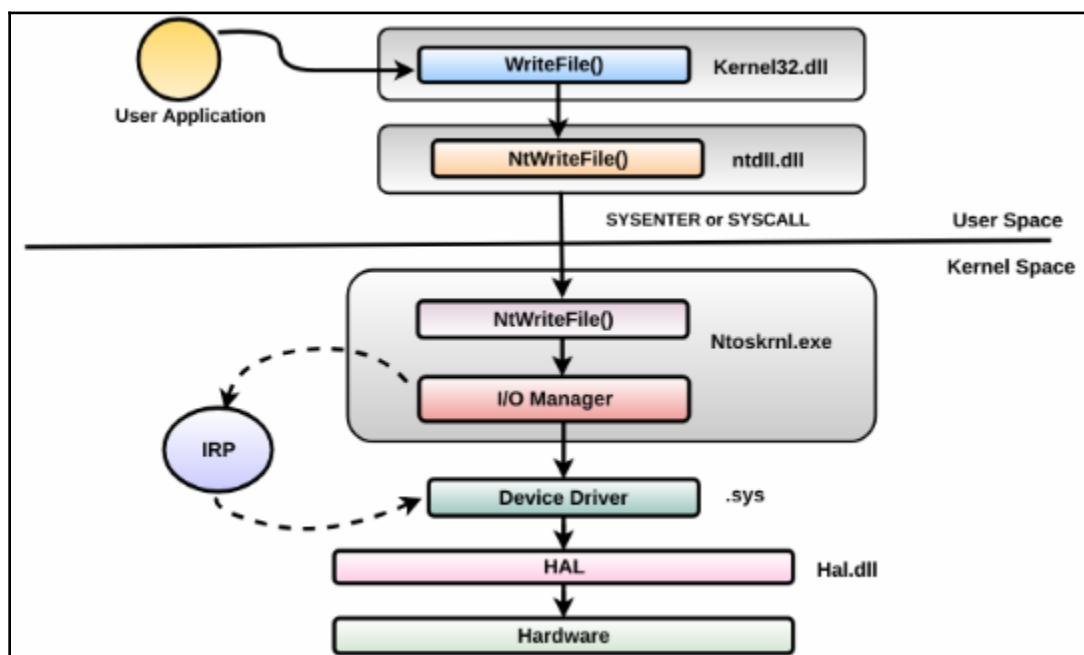 WriteFile()
Kernel32.dll
User Application
NtWriteFile()
ntdll.dll
SYSENTER or SYSCALL
User Space
Kernel Space
NtWriteFile()
Ntoskrnl.exe
I/O Manager
IRP
Device Driver
.sys
HAL
Hal.dll
Hardware